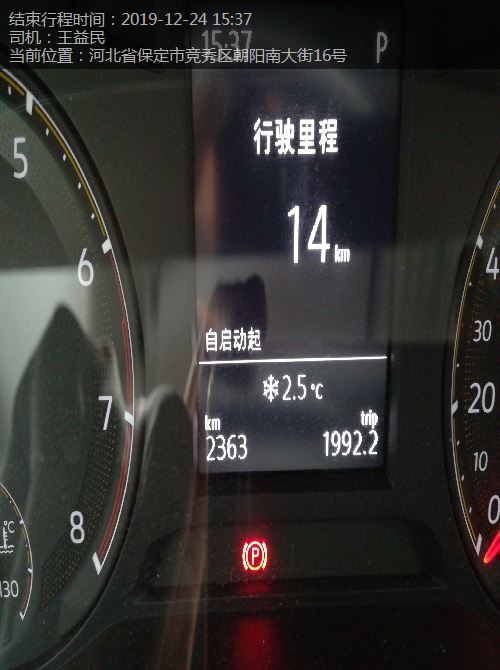 结束行程时间：2019-12-24 15:37
司机：王益民
当前位置：河北省保定市竞秀区朝阳南大街16号
15:37 P
行驶里程
14 km
自启动起
❄2.5℃
km trip
2363 1992.2
5
6
7
8
°C
130
P
4
30
20
10
0